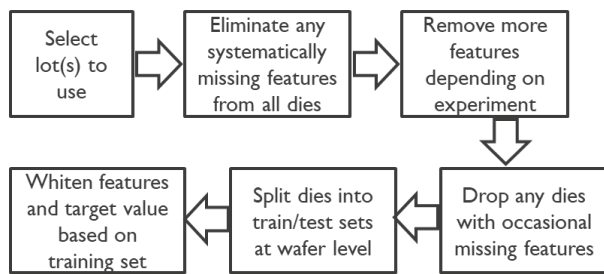 Select
lot(s) to
use
Eliminate any
systematically
missing features
from all dies
Remove more
features
depending on
experiment
Drop any dies
with occasional
missing features
Split dies into
train/test sets
at wafer level
Whiten features
and target value
based on
training set